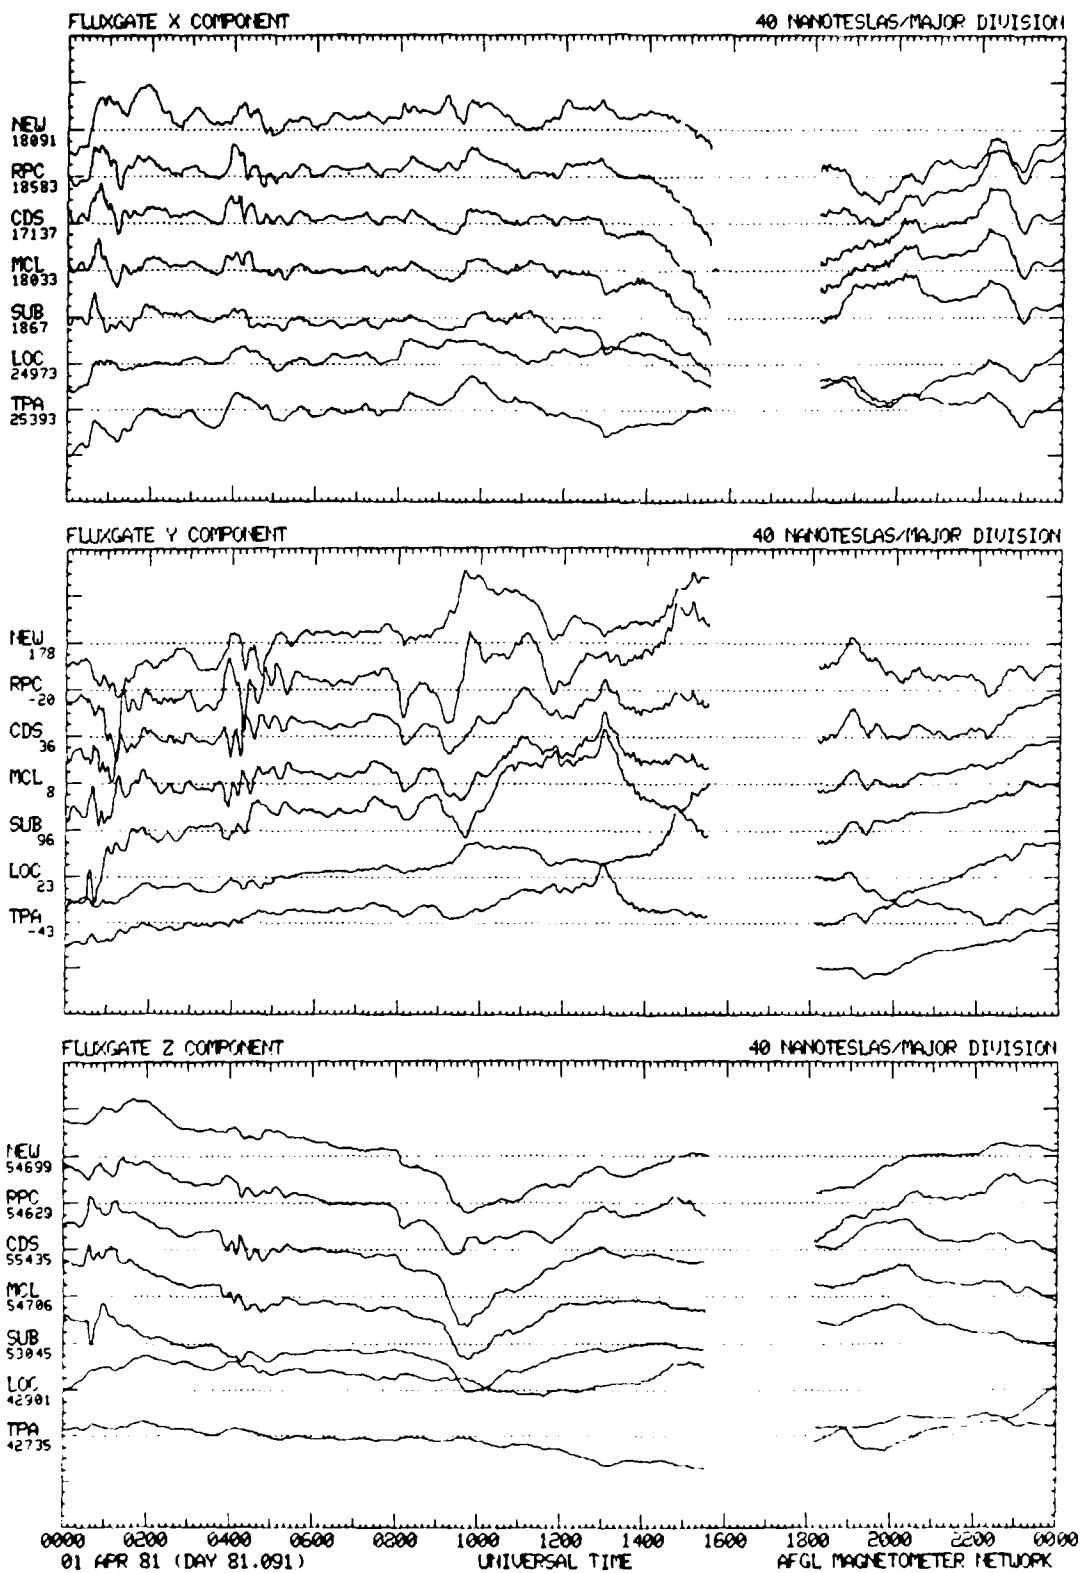 FLUXGATE X COMPONENT 40 NANOTESLAS/MAJOR DIVISION
NEW
18091
RPC
18583
CDS
17137
MCL
18033
SUB
1867
LOC
24973
TPA
25393
FLUXGATE Y COMPONENT 40 NANOTESLAS/MAJOR DIVISION
NEW
178
RPC
-20
CDS
36
MCL
8
SUB
96
LOC
23
TPA
-43
FLUXGATE Z COMPONENT 40 NANOTESLAS/MAJOR DIVISION
NEW
54699
RPC
54629
CDS
55435
MCL
54706
SUB
53045
LOC
42901
TPA
42735
0000 0200 0400 0600 0800 1000 1200 1400 1600 1800 2000 2200 0000
01 APR 81 (DAY 81.091) UNIVERSAL TIME AFGL MAGNETOMETER NETWORK